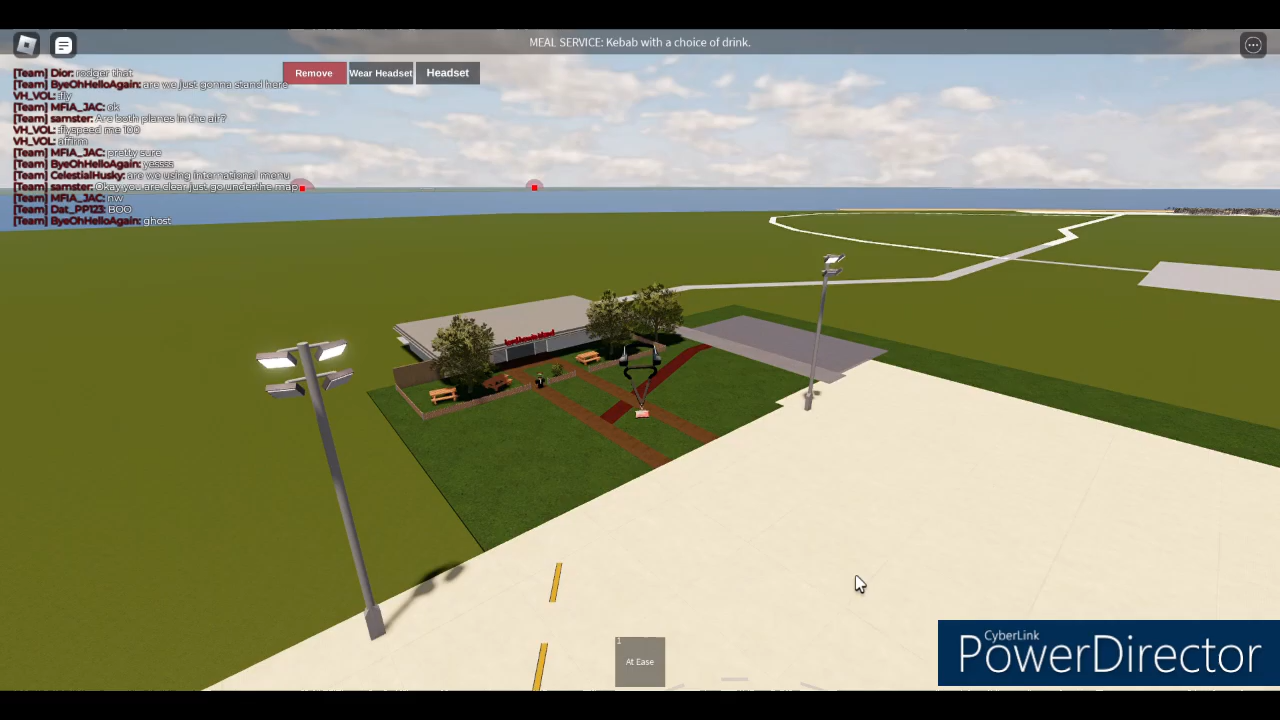 MEAL SERVICE: Kebab with a choice of drink.
Remove
Wear Headset
Headset
[Team] Dior: rodger that
[Team] ByeOhHelloAgain: are we just gonna stand here
VH_VOL: :fly
[Team] MFIA_JAC: ok
[Team] samster: Are both planes in the air?
VH_VOL: :flyspeed me 100
VH_VOL: affirm
[Team] MFIA_JAC: pretty sure
[Team] ByeOhHelloAgain: yessss
[Team] CelestialHusky: are we using international menu
[Team] samster: Okay you are clear just go under the map
[Team] MFIA_JAC: nw
[Team] Dat_PP123: BOO
[Team] ByeOhHelloAgain: ghost
1
At Ease
CyberLink
PowerDirector